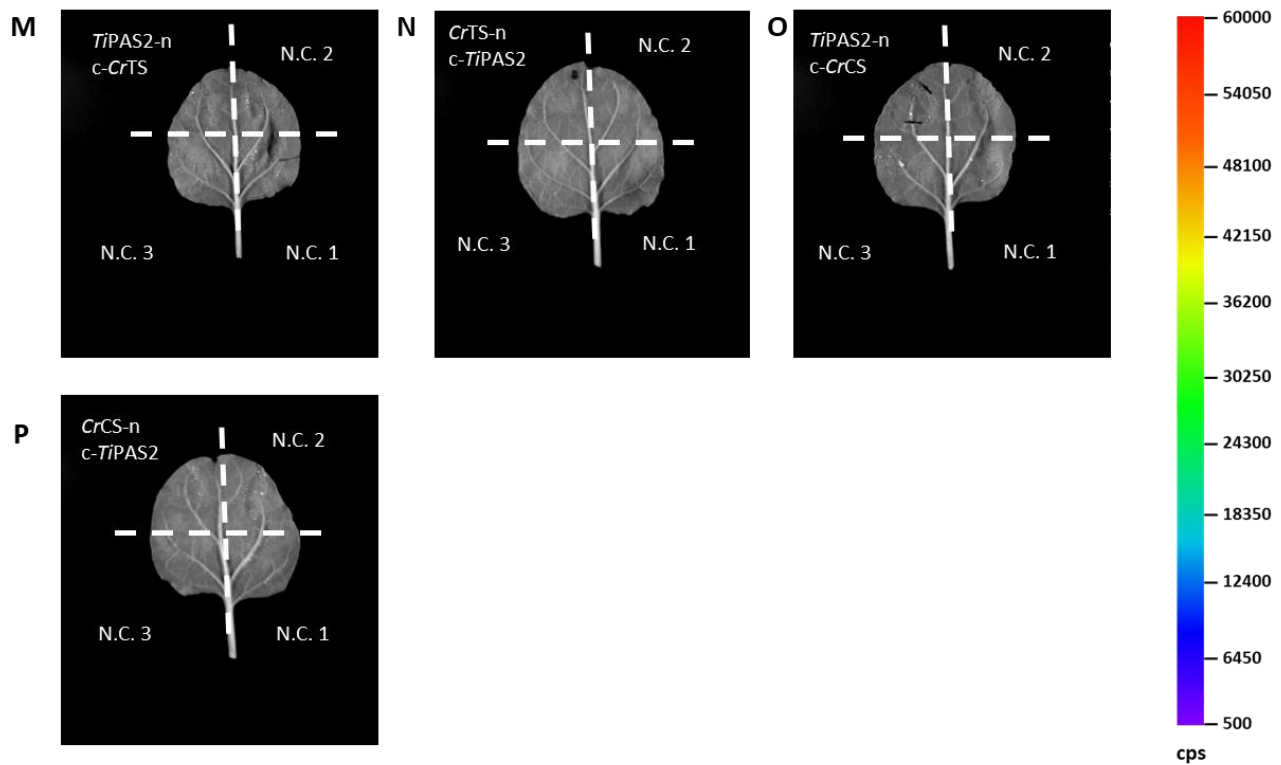 M
TiPAS2-n
c-CrTS
N.C. 2
N.C. 3
N.C. 1
N
CrTS-n
c-TiPAS2
N.C. 2
N.C. 3
N.C. 1
O
TiPAS2-n
c-CrCS
N.C. 2
N.C. 3
N.C. 1
P
CrCS-n
c-TiPAS2
N.C. 2
N.C. 3
N.C. 1
60000
54050
48100
42150
36200
30250
24300
18350
12400
6450
500
cps